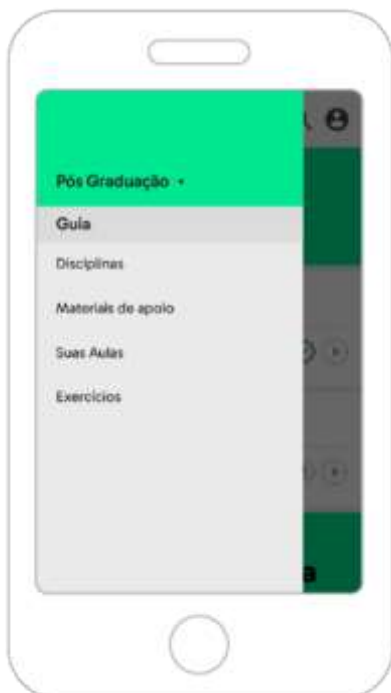 Pós Graduação
Guia
Disciplinas
Materiais de apoio
Suas Aulas
Exercícios
a